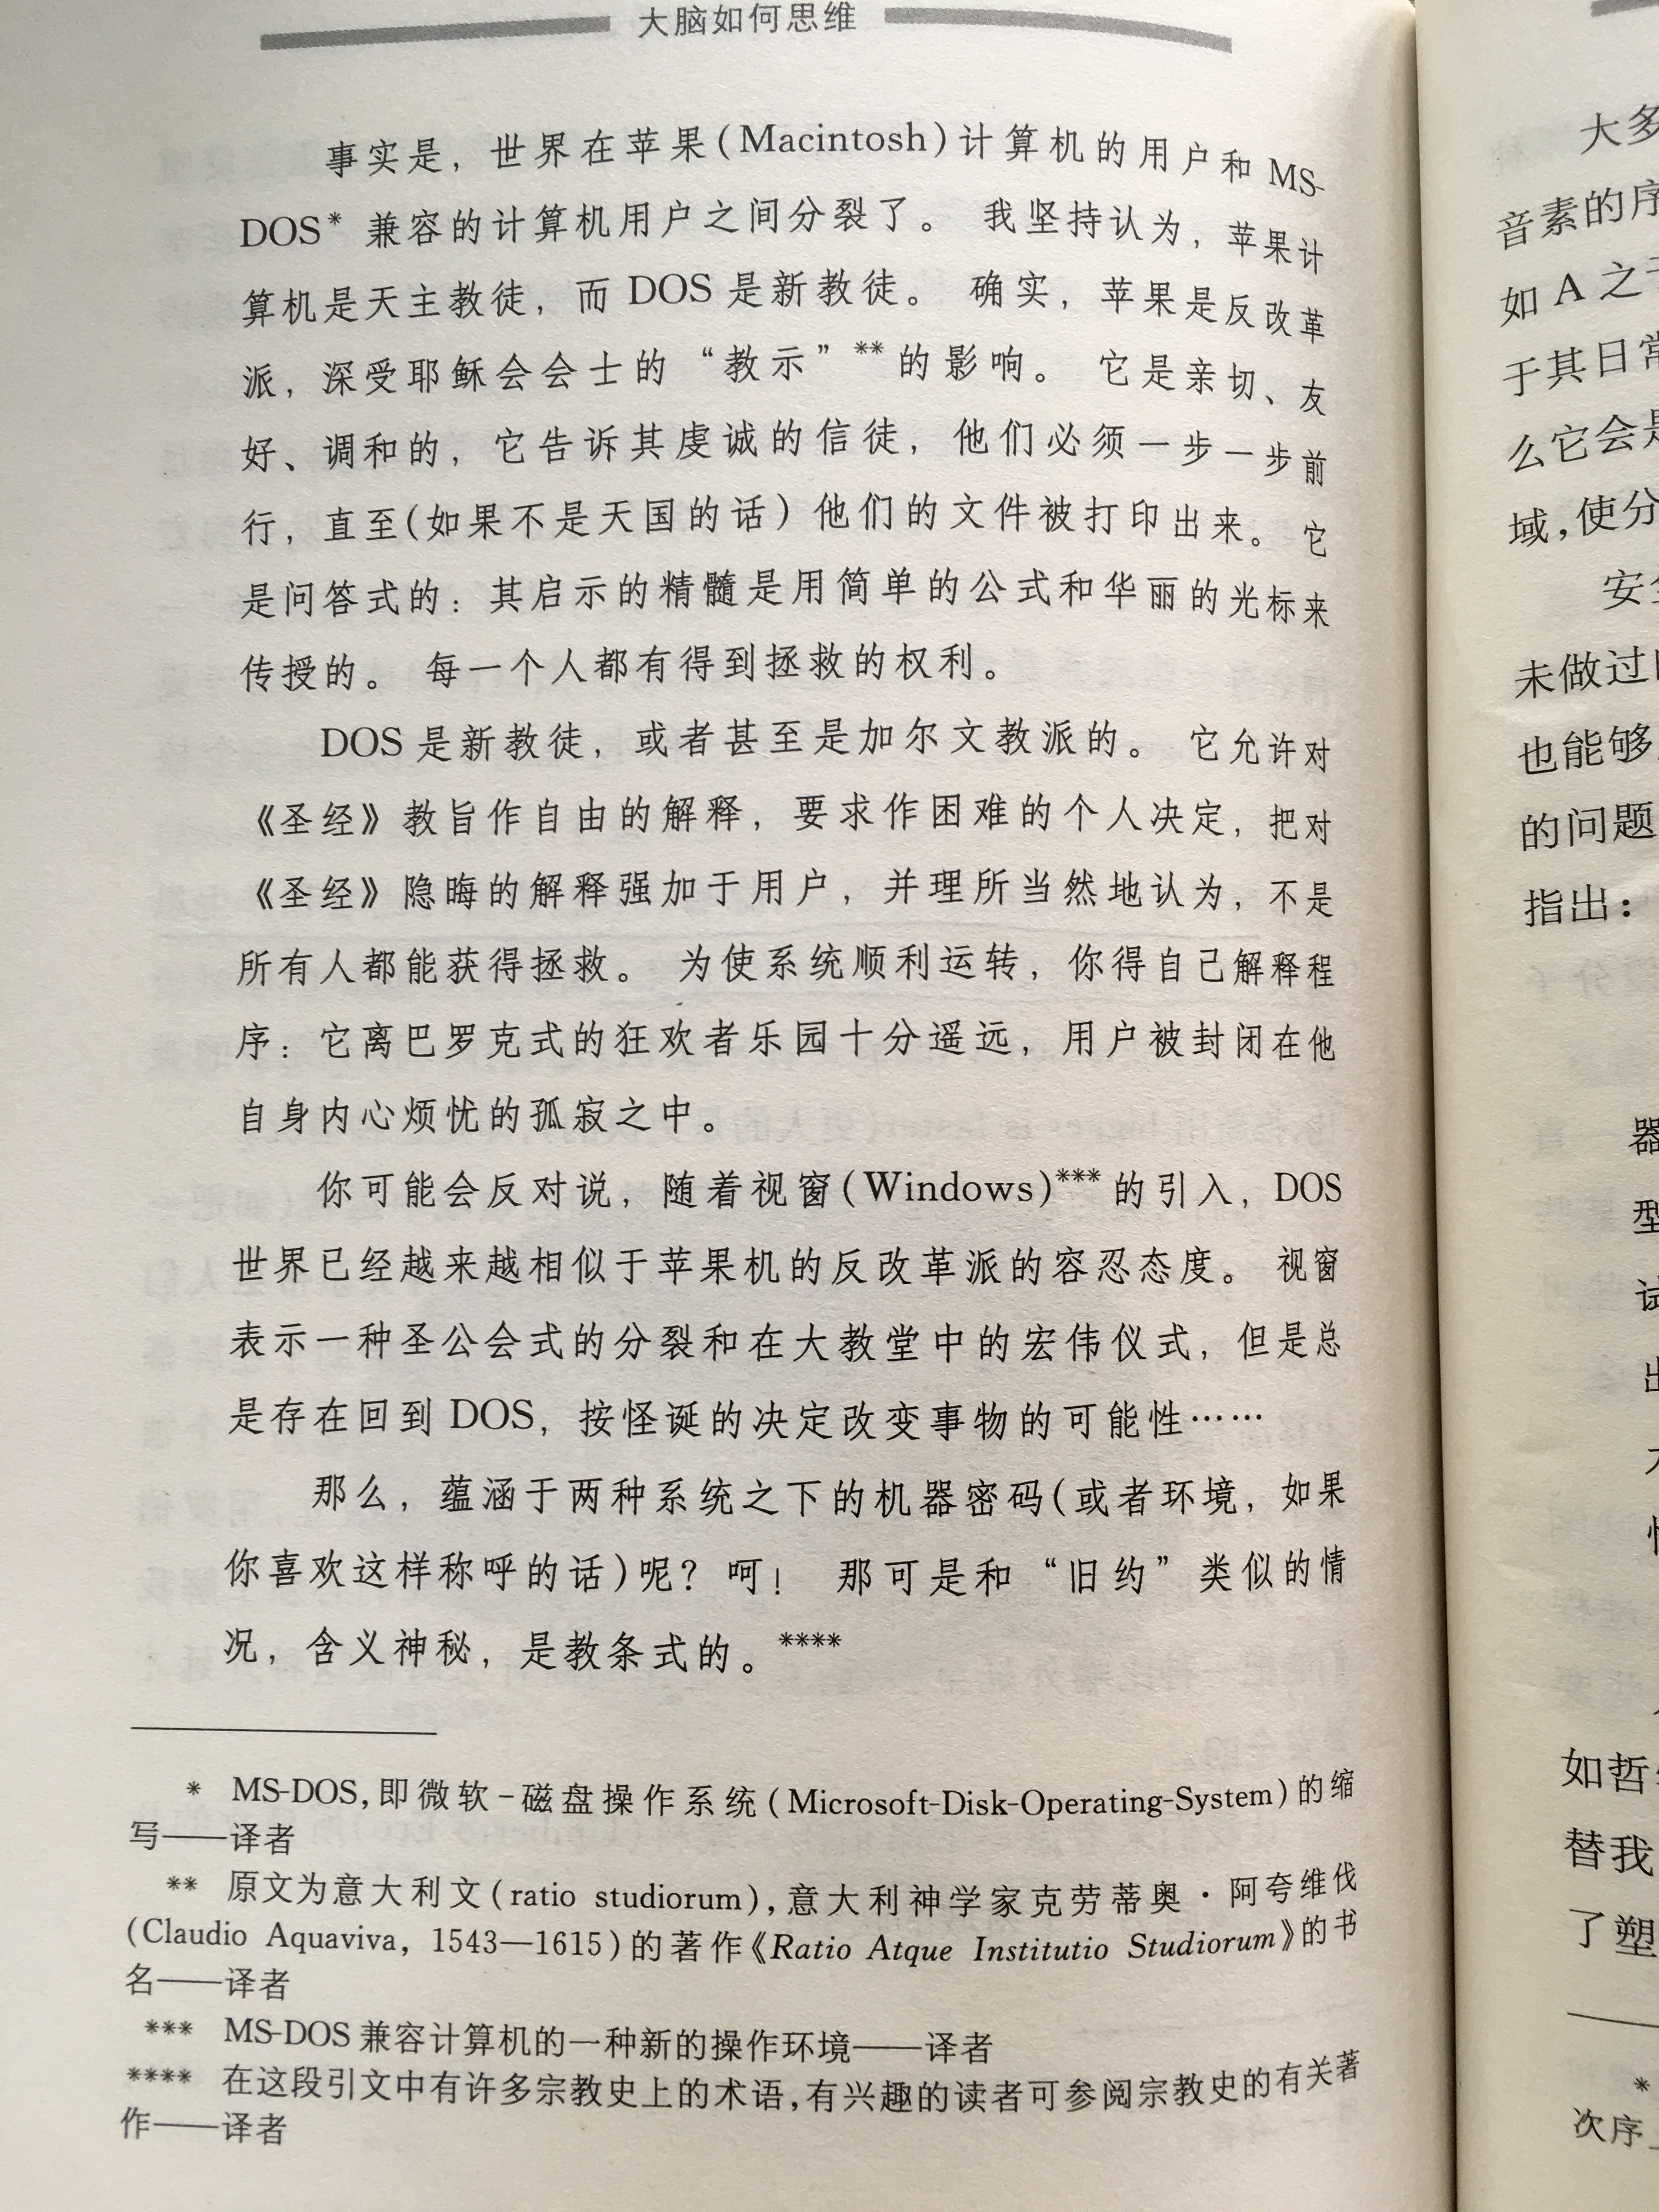 大脑如何思维
事实是，世界在苹果(Macintosh)计算机的用户和 MS-
DOS* 兼容的计算机用户之间分裂了。 我坚持认为，苹果计
算机是天主教徒，而 DOS 是新教徒。 确实，苹果是反改革
派，深受耶稣会会士的“教示”**的影响。 它是亲切、友
好、调和的，它告诉其虔诚的信徒，他们必须一步一步前
行，直至(如果不是天国的话)他们的文件被打印出来。 它
是问答式的：其启示的精髓是用简单的公式和华丽的光标来
传授的。 每一个人都有得到拯救的权利。
DOS 是新教徒，或者甚至是加尔文教派的。 它允许对
《圣经》教旨作自由的解释，要求作困难的个人决定，把对
《圣经》隐晦的解释强加于用户，并理所当然地认为，不是
所有人都能获得拯救。 为使系统顺利运转，你得自己解释程
序：它离巴罗克式的狂欢者乐园十分遥远，用户被封闭在他
自身内心烦忧的孤寂之中。
你可能会反对说，随着视窗(Windows)***的引入，DOS
世界已经越来越相似于苹果机的反改革派的容忍态度。 视窗
表示一种圣公会式的分裂和在大教堂中的宏伟仪式，但是总
是存在回到 DOS，按怪诞的决定改变事物的可能性……
那么，蕴涵于两种系统之下的机器密码(或者环境，如果
你喜欢这样称呼的话)呢？呵！ 那可是和“旧约”类似的情
况，含义神秘，是教条式的。****
* MS-DOS,即微软-磁盘操作系统(Microsoft-Disk-Operating-System)的缩
写——译者
** 原文为意大利文(ratio studiorum),意大利神学家克劳蒂奥·阿夸维伐
(Claudio Aquaviva, 1543—1615)的著作《Ratio Atque Institutio Studiorum》的书
名——译者
*** MS-DOS 兼容计算机的一种新的操作环境——译者
**** 在这段引文中有许多宗教史上的术语,有兴趣的读者可参阅宗教史的有关著
作——译者
大多
音素的序
如 A 之于
于其日常
么它会是
域,使分
未做过
也能够
的问题
指出：
器
型
试
如哲
替我
了塑
*
次序